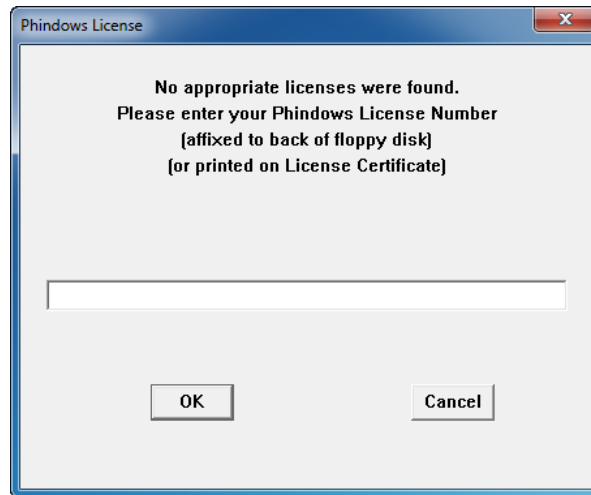 Phindows License
No appropriate licenses were found.
Please enter your Phindows License Number
(affixed to back of floppy disk)
(or printed on License Certificate)
OK
Cancel